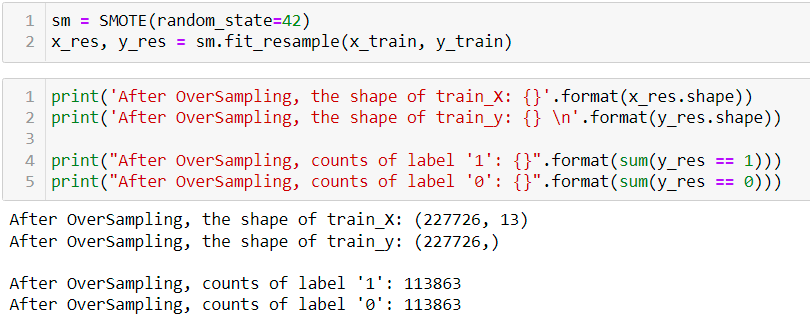 1 sm = SMOTE(random_state=42)
2 x_res, y_res = sm.fit_resample(x_train, y_train)
1 print('After OverSampling, the shape of train_X: {}'.format(x_res.shape))
2 print('After OverSampling, the shape of train_y: {} \n'.format(y_res.shape))
3
4 print("After OverSampling, counts of label '1': {}".format(sum(y_res == 1)))
5 print("After OverSampling, counts of label '0': {}".format(sum(y_res == 0)))
After OverSampling, the shape of train_X: (227726, 13)
After OverSampling, the shape of train_y: (227726,)
After OverSampling, counts of label '1': 113863
After OverSampling, counts of label '0': 113863